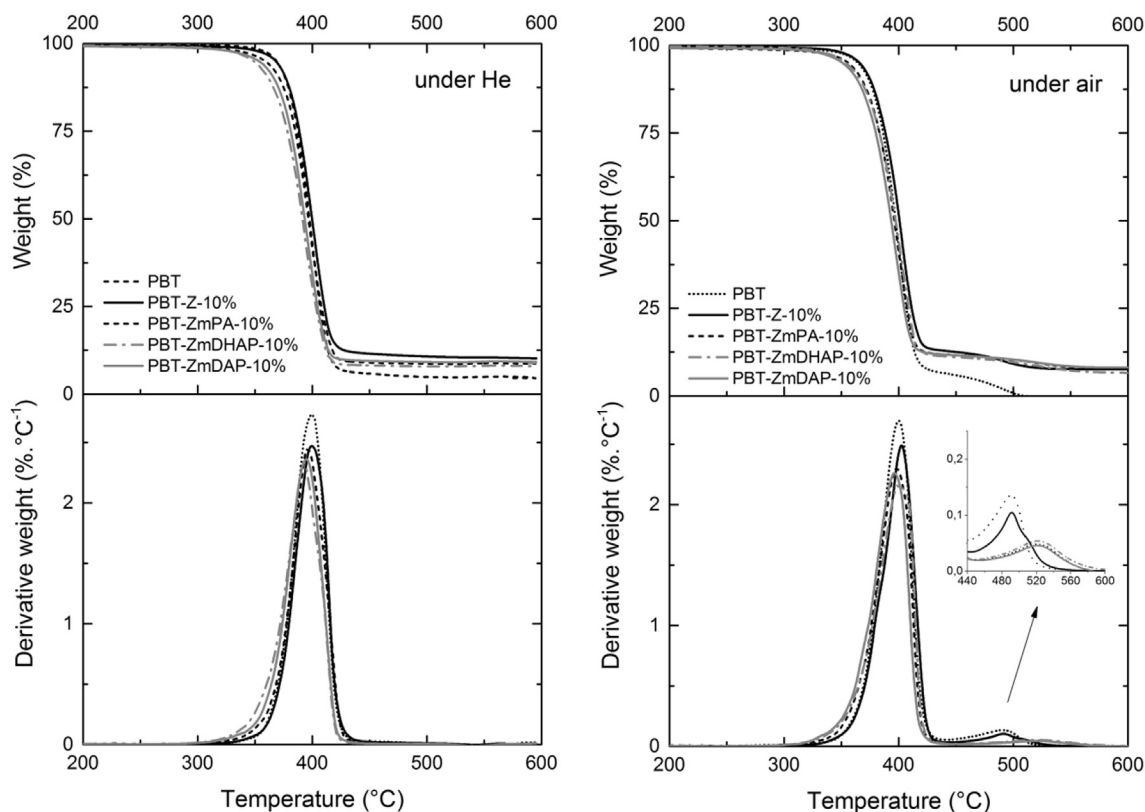 200 300 400 500 600
100
75
50
25
0
Weight (%)
under He
PBT
PBT-Z-10%
PBT-ZmPA-10%
PBT-ZmDHAP-10%
PBT-ZmDAP-10%
2
1
0
Derivative weight (%.°C-1)
200 300 400 500 600
Temperature (°C)
200 300 400 500 600
100
75
50
25
0
Weight (%)
under air
PBT
PBT-Z-10%
PBT-ZmPA-10%
PBT-ZmDHAP-10%
PBT-ZmDAP-10%
2
1
0
Derivative weight (%.°C-1)
0,2
0,1
0,0
440 480 520 560 600
200 300 400 500 600
Temperature (°C)